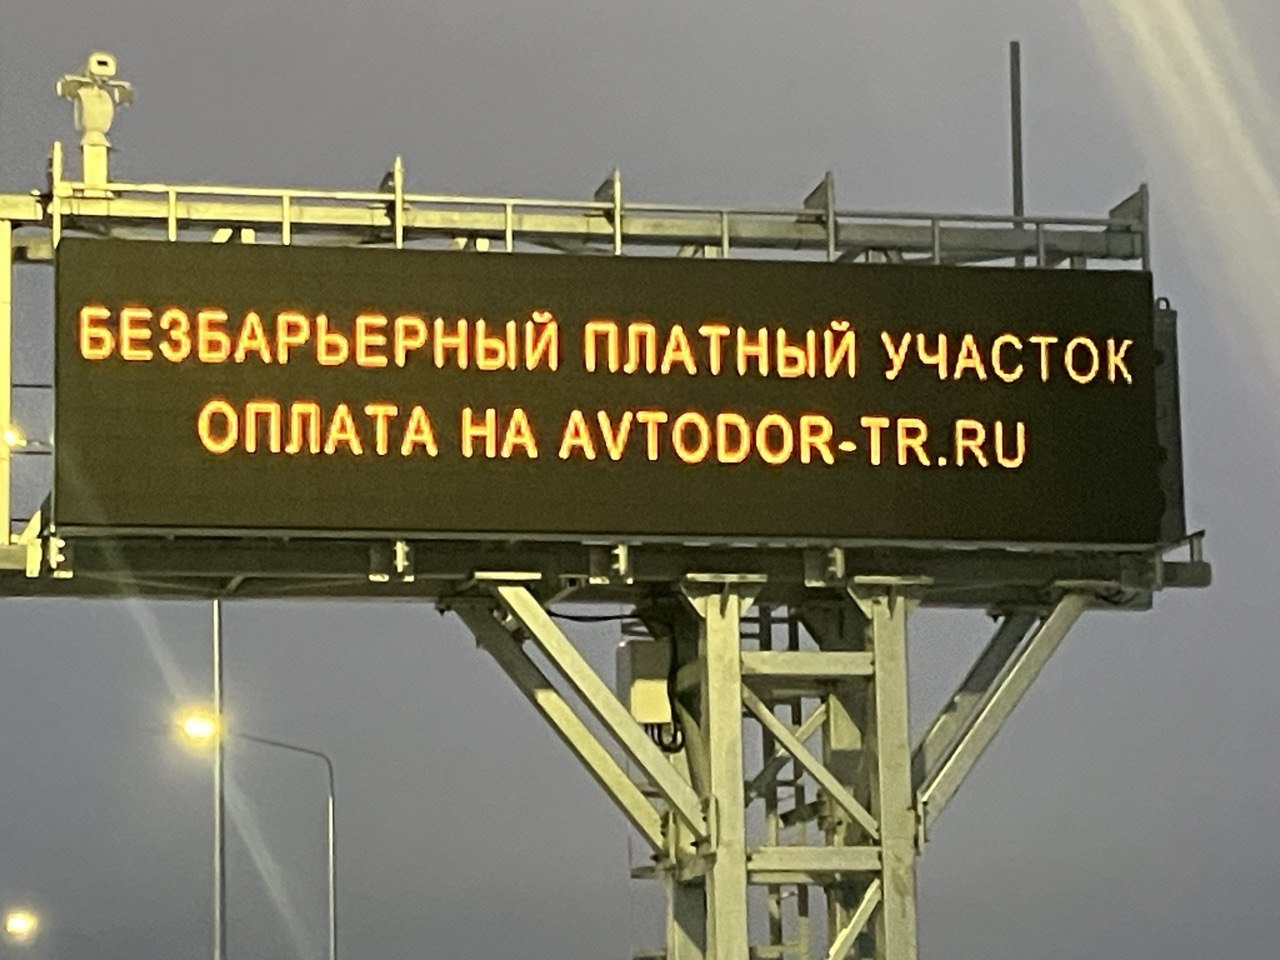 БЕЗБАРЬЕРНЫЙ ПЛАТНЫЙ УЧАСТОК
ОПЛАТА НА AVTODOR-TR.RU